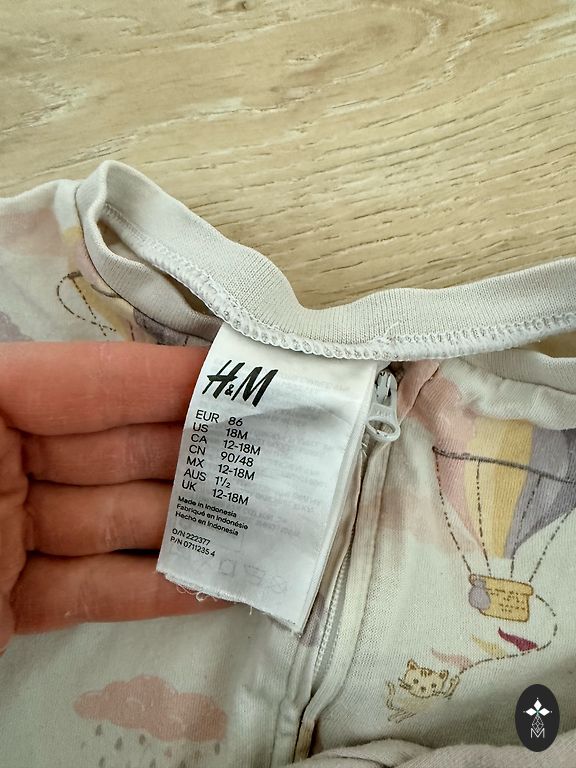 H&M
EUR 86
US 18M
CA 12-18M
CN 90/48
MX 12-18M
AUS 1½
UK 12-18M
Made in Indonesia
Fabriqué en Indonésie
Hecho en Indonesia
O/N 222377
P/N 0711235 4
M